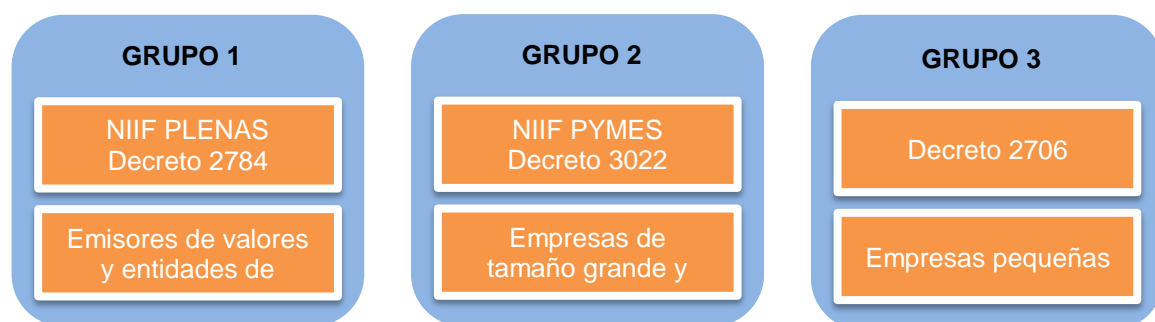 GRUPO 1
NIIF PLENAS
Decreto 2784
Emisores de valores
y entidades de
GRUPO 2
NIIF PYMES
Decreto 3022
Empresas de
tamaño grande y
GRUPO 3
Decreto 2706
Empresas pequeñas